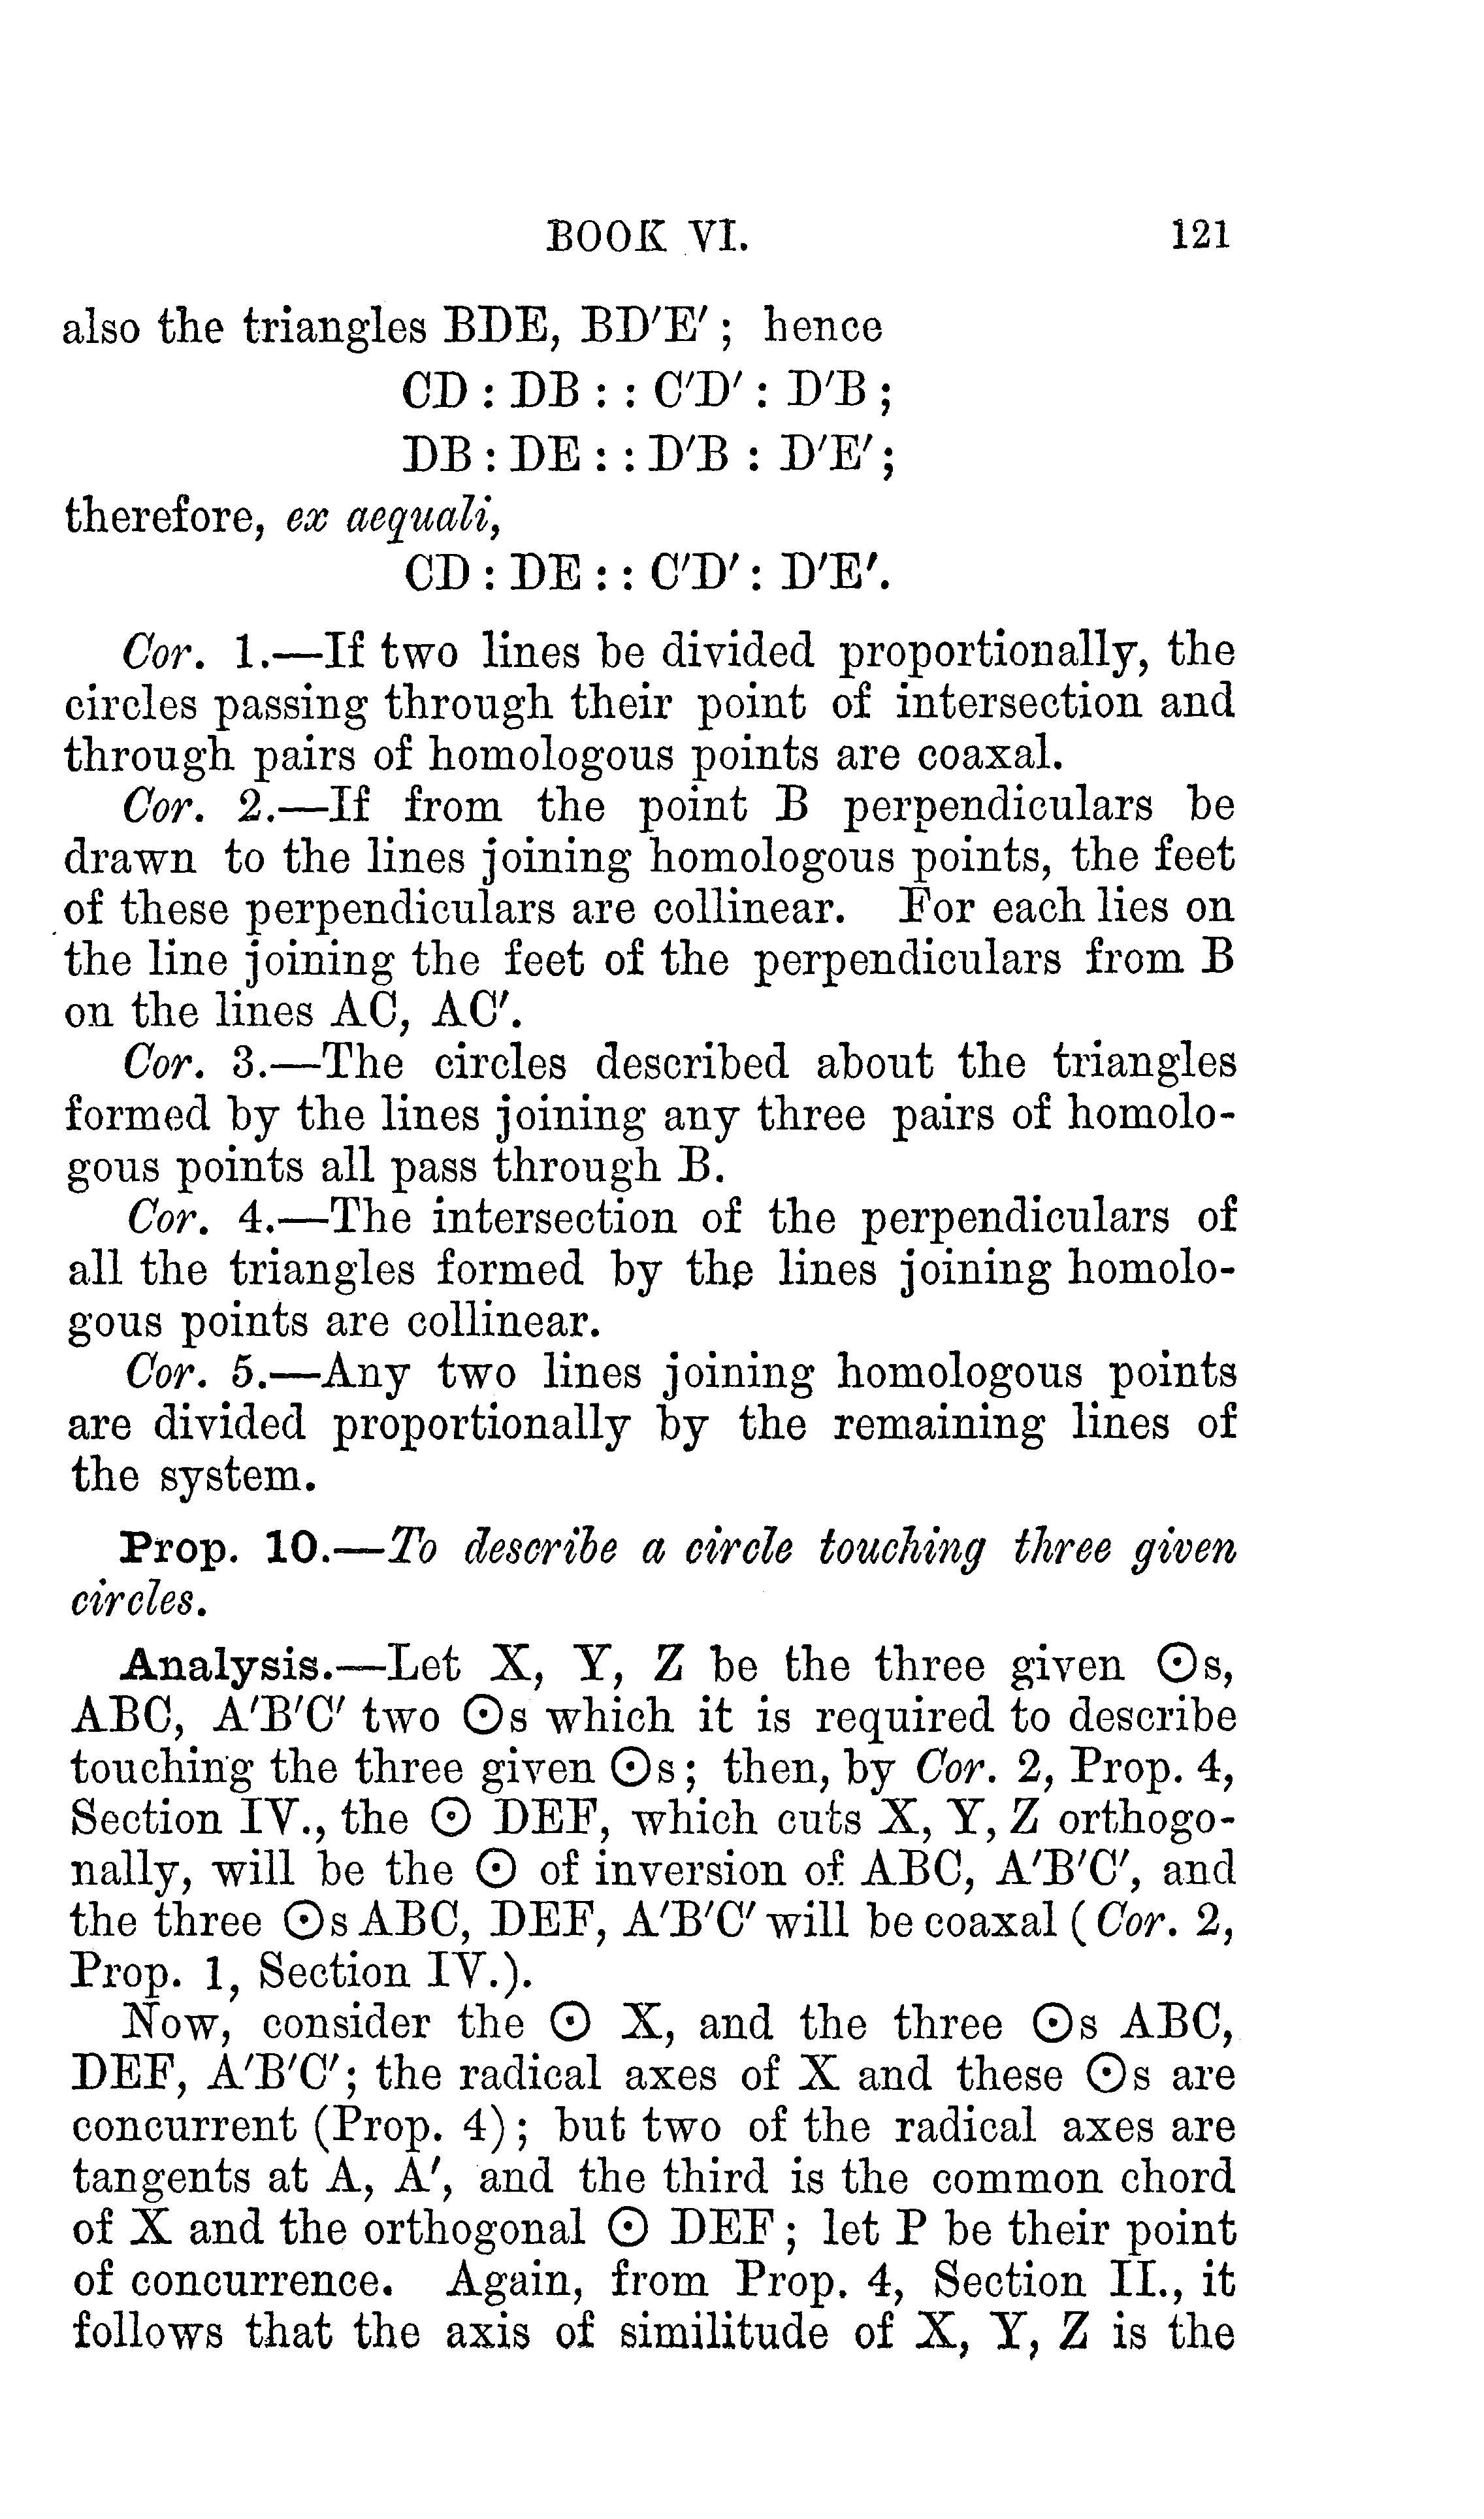 BOOK VI. 121
also the triangles BDE, BD′E′; hence
CD : DB : : C′D′ : D′B ;
DB : DE : : D′B : D′E′;
therefore, ex aequali,
CD : DE : : C′D′ : D′E′.
Cor. 1.—If two lines be divided proportionally, the
circles passing through their point of intersection and
through pairs of homologous points are coaxal.
Cor. 2.—If from the point B perpendiculars be
drawn to the lines joining homologous points, the feet
of these perpendiculars are collinear. For each lies on
the line joining the feet of the perpendiculars from B
on the lines AC, AC′.
Cor. 3.—The circles described about the triangles
formed by the lines joining any three pairs of homolo-
gous points all pass through B.
Cor. 4.—The intersection of the perpendiculars of
all the triangles formed by the lines joining homolo-
gous points are collinear.
Cor. 5.—Any two lines joining homologous points
are divided proportionally by the remaining lines of
the system.
Prop. 10.—To describe a circle touching three given
circles.
Analysis.—Let X, Y, Z be the three given ⊙s,
ABC, A′B′C′ two ⊙s which it is required to describe
touching the three given ⊙s; then, by Cor. 2, Prop. 4,
Section IV., the ⊙ DEF, which cuts X, Y, Z orthogo-
nally, will be the ⊙ of inversion of ABC, A′B′C′, and
the three ⊙s ABC, DEF, A′B′C′ will be coaxal (Cor. 2,
Prop. 1, Section IV.).
Now, consider the ⊙ X, and the three ⊙s ABC,
DEF, A′B′C′; the radical axes of X and these ⊙s are
concurrent (Prop. 4); but two of the radical axes are
tangents at A, A′, and the third is the common chord
of X and the orthogonal ⊙ DEF; let P be their point
of concurrence. Again, from Prop. 4, Section II., it
follows that the axis of similitude of X, Y, Z is the